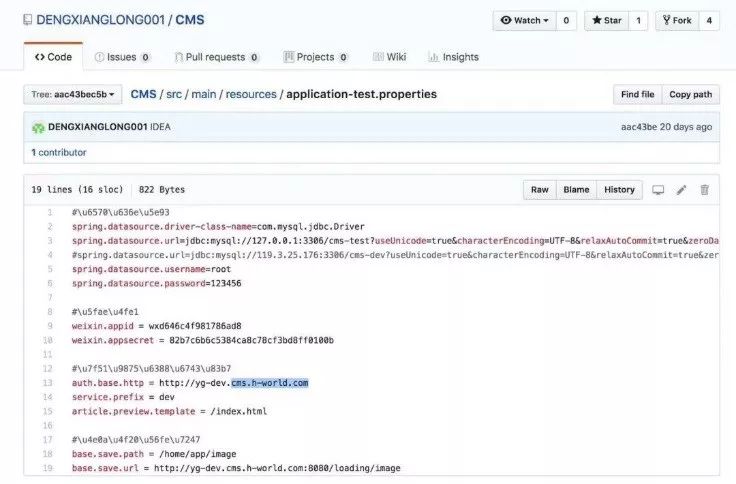 DENGXIANGLONG001 / CMS
Watch 0 Star 1 Fork 4
Code Issues 0 Pull requests 0 Projects 0 Wiki Insights
Tree: aac43bec5b CMS / src / main / resources / application-test.properties Find file Copy path
DENGXIANGLONG001 IDEA aac43be 20 days ago
1 contributor
19 lines (16 sloc) 822 Bytes Raw Blame History
1 #\u6570\u636e\u5e93
2 spring.datasource.driver-class-name=com.mysql.jdbc.Driver
3 spring.datasource.url=jdbc:mysql://127.0.0.1:3306/cms-test?useUnicode=true&characterEncoding=UTF-8&relaxAutoCommit=true&zeroDa
4 #spring.datasource.url=jdbc:mysql://119.3.25.176:3306/cms-dev?useUnicode=true&characterEncoding=UTF-8&relaxAutoCommit=true&zer
5 spring.datasource.username=root
6 spring.datasource.password=123456
7
8 #\u5fae\u4fe1
9 weixin.appid = wxd646c4f981786ad8
10 weixin.appsecret = 82b7c6b6c5384ca8c78cf3bd8ff0100b
11
12 #\u7f51\u9875\u6388\u6743\u83b7
13 auth.base.http = http://yg-dev.cms.h-world.com
14 service.prefix = dev
15 article.preview.template = /index.html
16
17 #\u4e0a\u4f20\u56fe\u7247
18 base.save.path = /home/app/image
19 base.save.url = http://yg-dev.cms.h-world.com:8080/loading/image